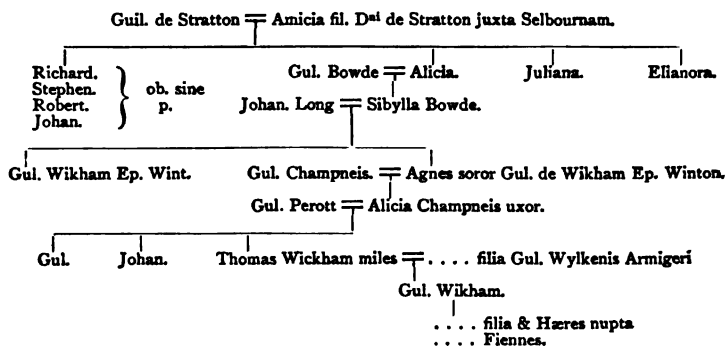 Guil. de Stratton = Amicia fil. Dni de Stratton juxta Selbournam.
Richard.
Stephen.
Robert.
Johan.
ob. sine
p.
Gul. Bowde = Alicia.
Juliana.
Elianora.
Johan. Long = Sibylla Bowde.
Gul. Wikham Ep. Wint.
Gul. Champneis. = Agnes soror Gul. de Wikham Ep. Winton.
Gul. Perott = Alicia Champneis uxor.
Gul.
Johan.
Thomas Wickham miles = . . . . filia Gul. Wylkenis Armigeri
Gul. Wikham.
. . . . filia & Hæres nupta
. . . . Fiennes.